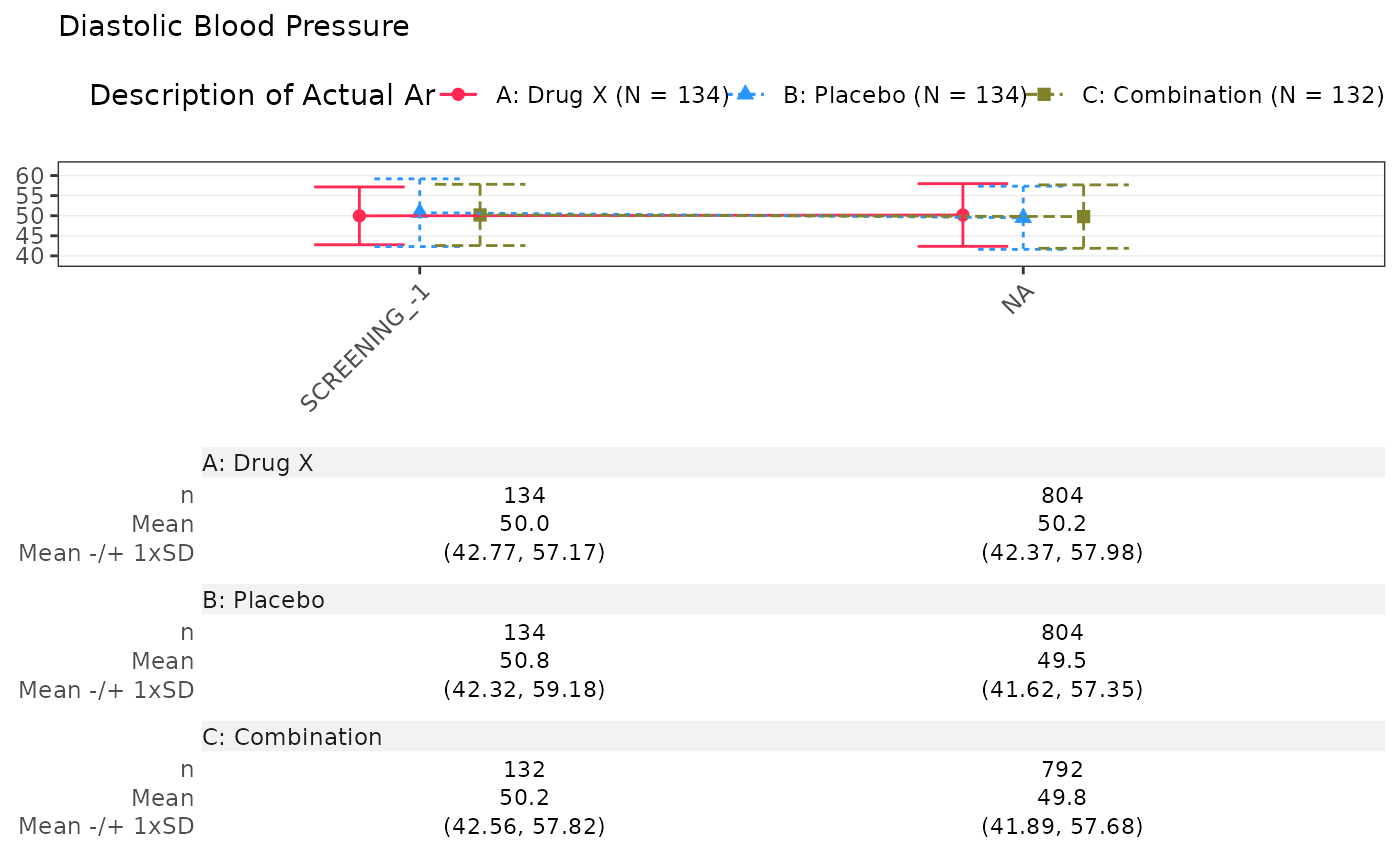 Diastolic Blood Pressure
Description of Actual Ar A: Drug X (N = 134) B: Placebo (N = 134) C: Combination (N = 132)
60
55
50
45
40
SCREENING_-1 NA
A: Drug X
n 134 804
Mean 50.0 50.2
Mean -/+ 1xSD (42.77, 57.17) (42.37, 57.98)
B: Placebo
n 134 804
Mean 50.8 49.5
Mean -/+ 1xSD (42.32, 59.18) (41.62, 57.35)
C: Combination
n 132 792
Mean 50.2 49.8
Mean -/+ 1xSD (42.56, 57.82) (41.89, 57.68)